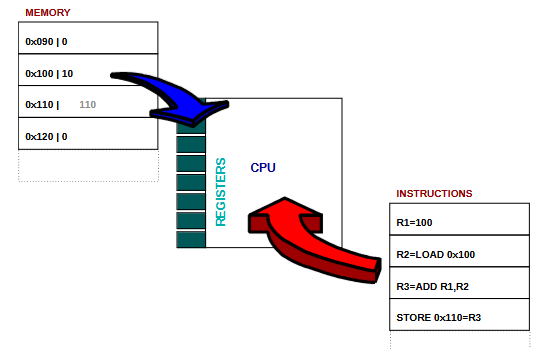 MEMORY
0x090 | 0
0x100 | 10
0x110 | 110
0x120 | 0
REGISTERS
CPU
INSTRUCTIONS
R1=100
R2=LOAD 0x100
R3=ADD R1,R2
STORE 0x110=R3